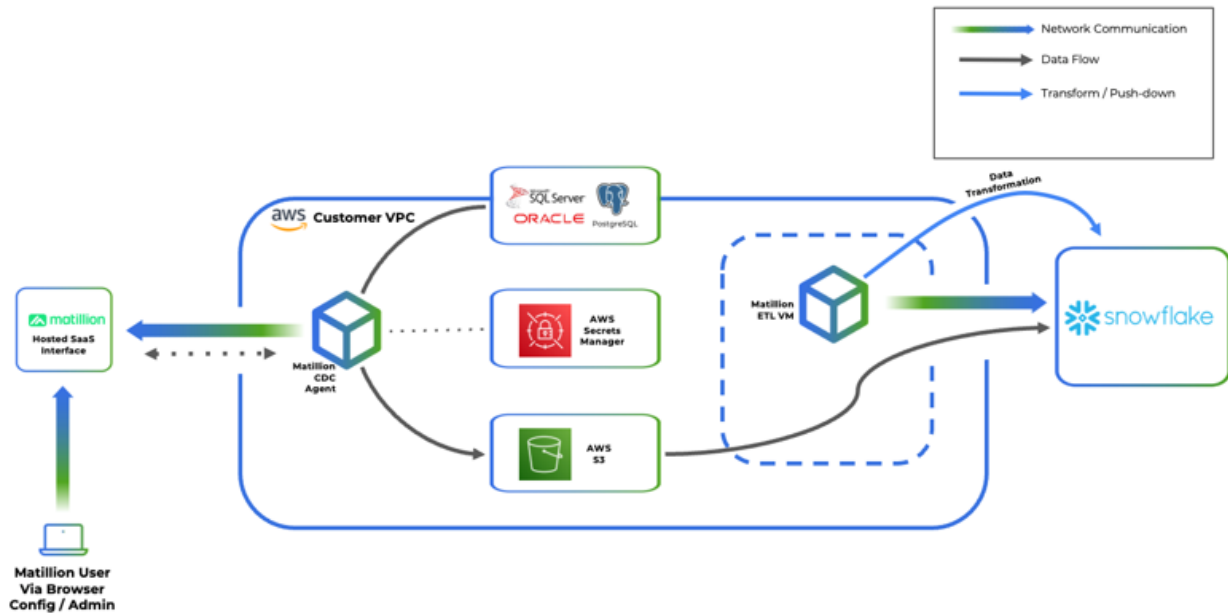 Network Communication
Data Flow
Transform / Push-down
Data
Transformation
Microsoft
SQL Server
ORACLE
PostgreSQL
aws
Customer VPC
matillion
Hosted SaaS
Interface
Matillion
CDC
Agent
AWS
Secrets
Manager
Matillion
ETL VM
snowflake
AWS
S3
Matillion User
Via Browser
Config / Admin